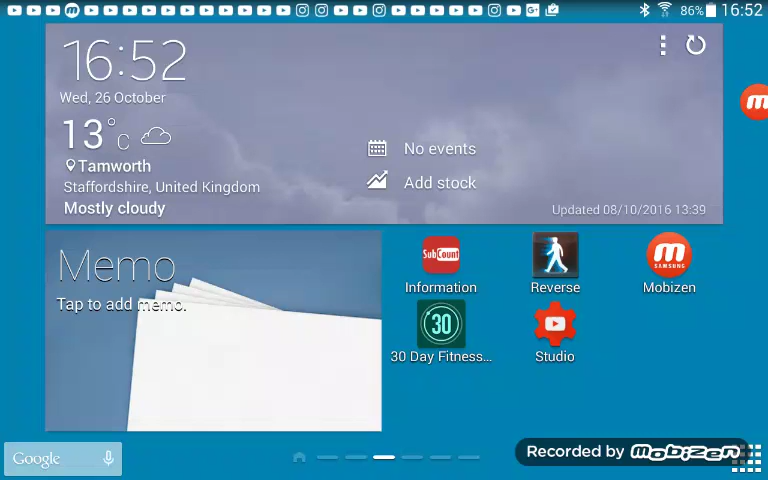 86% 16:52
16:52
Wed, 26 October
13°C
Tamworth
Staffordshire, United Kingdom
Mostly cloudy
No events
Add stock
Updated 08/10/2016 13:39
Memo
Tap to add memo.
SubCount
Information
Reverse
m
SAMSUNG
Mobizen
30
30 Day Fitness...
Studio
Google
Recorded by mobizen